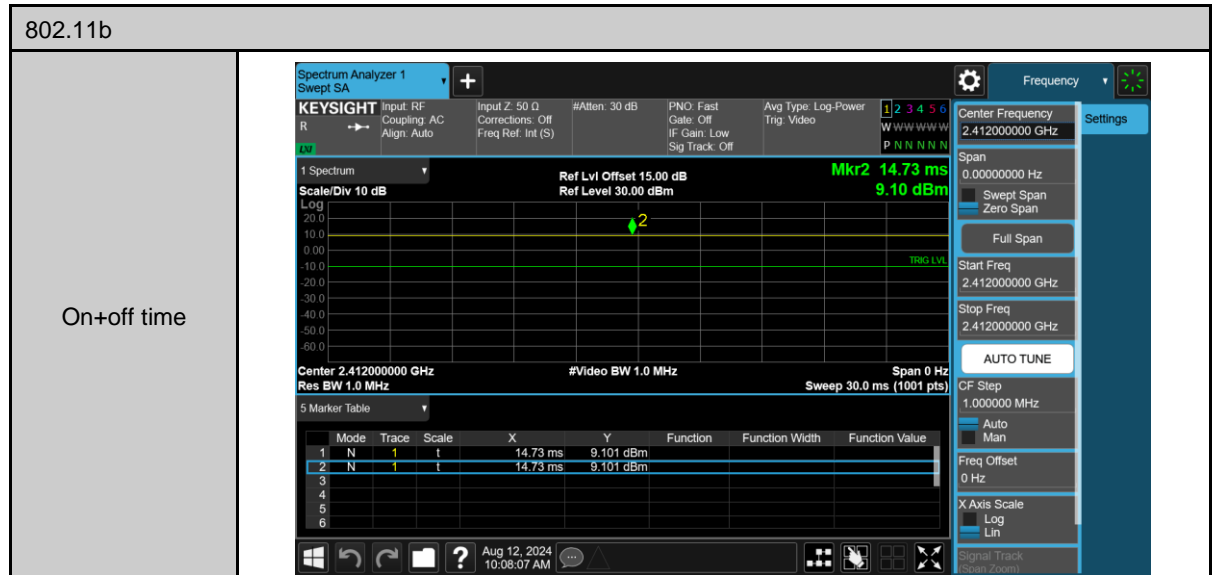 802.11b
On+off time
Spectrum Analyzer 1
Swept SA
KEYSIGHT
R
LXI
Input: RF
Coupling: AC
Align: Auto
Input Z: 50 Ω
Corrections: Off
Freq Ref: Int (S)
#Atten: 30 dB
PNO: Fast
Gate: Off
IF Gain: Low
Sig Track: Off
Avg Type: Log-Power
Trig: Video
1 2 3 4 5 6
W W W W W W
P N N N N N
1 Spectrum
Scale/Div 10 dB
Ref Lvl Offset 15.00 dB
Ref Level 30.00 dBm
Mkr2 14.73 ms
9.10 dBm
Log
20.0
10.0
0.00
-10.0
-20.0
-30.0
-40.0
-50.0
-60.0
2
TRIG LVL
Center 2.412000000 GHz
Res BW 1.0 MHz
#Video BW 1.0 MHz
Span 0 Hz
Sweep 30.0 ms (1001 pts)
5 Marker Table
Mode Trace Scale X Y Function Function Width Function Value
1 N 1 t 14.73 ms 9.101 dBm
2 N 1 t 14.73 ms 9.101 dBm
3
4
5
6
?
Aug 12, 2024
10:08:07 AM
Frequency
Settings
Center Frequency
2.412000000 GHz
Span
0.00000000 Hz
Swept Span
Zero Span
Full Span
Start Freq
2.412000000 GHz
Stop Freq
2.412000000 GHz
AUTO TUNE
CF Step
1.000000 MHz
Auto
Man
Freq Offset
0 Hz
X Axis Scale
Log
Lin
Signal Track
(Span Zoom)